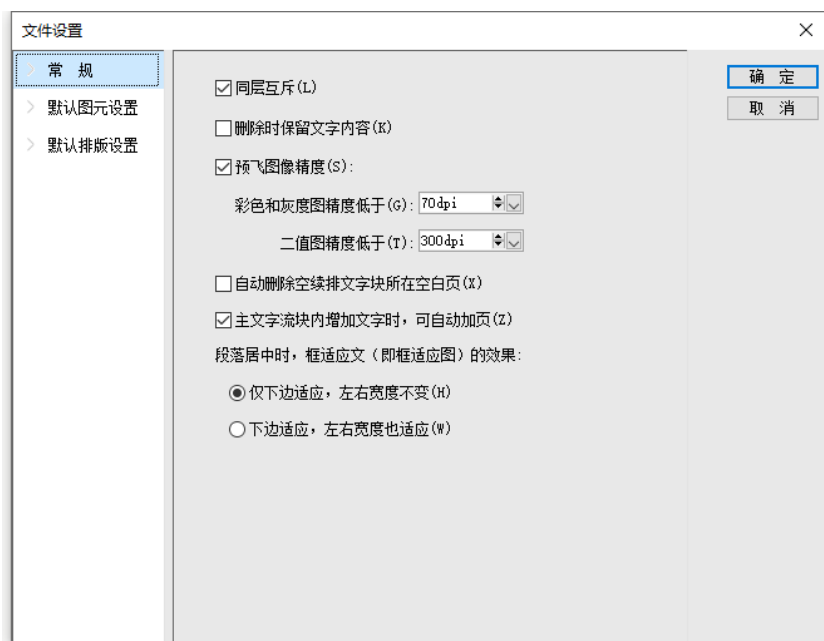 文件设置
常 规
默认图元设置
默认排版设置
同层互斥(L)
删除时保留文字内容(K)
预飞图像精度(S):
彩色和灰度图精度低于(G): 70dpi
二值图精度低于(T): 300dpi
自动删除空续排文字块所在空白页(X)
主文字流块内增加文字时，可自动加页(Z)
段落居中时，框适应文（即框适应图）的效果:
仅下边适应，左右宽度不变(H)
下边适应，左右宽度也适应(W)
确 定
取 消